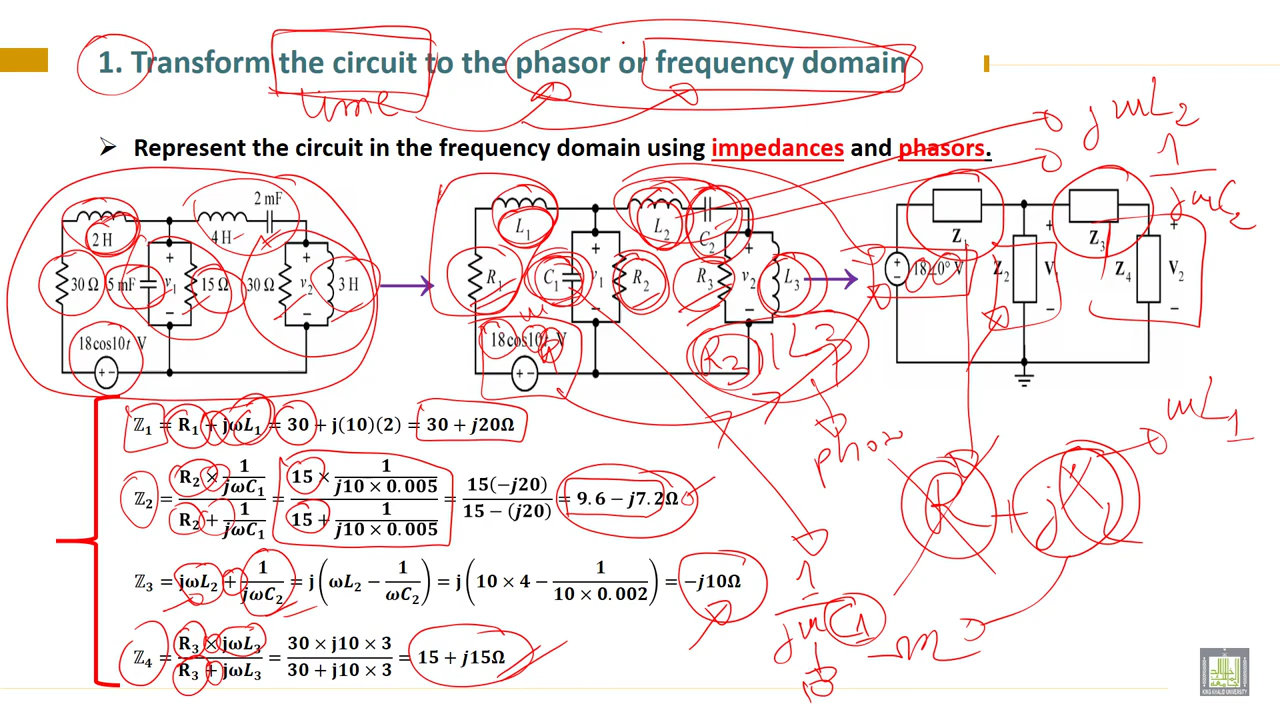 1. Transform the circuit to the phasor or frequency domain
time
➢ Represent the circuit in the frequency domain using impedances and phasors.
jωL2
1
jωC2
2 mF
2 H
4 H
30 Ω
5 mF
v1
15 Ω
30 Ω
v2
3 H
18cos10t V
L1
L2
C2
R1
C1
v1
R2
R3
v2
L3
18cos10t V
R3 || L3
Z1
Z3
18∠0° V
Z2
V1
Z4
V2
ωL1
R + jX
1
jωC1
ℤ1 = R1 + jωL1 = 30 + j(10)(2) = 30 + j20Ω
ℤ2 = (R2 × 1/jωC1)/(R2 + 1/jωC1) = (15 × 1/j10 × 0.005)/(15 + 1/j10 × 0.005) = 15(−j20)/15 − (j20) = 9.6 − j7.2Ω
ℤ3 = jωL2 + 1/jωC2 = j(ωL2 − 1/ωC2) = j(10 × 4 − 1/10 × 0.002) = −j10Ω
ℤ4 = R3 × jωL3/R3 + jωL3 = 30 × j10 × 3/30 + j10 × 3 = 15 + j15Ω
KING KHALID UNIVERSITY